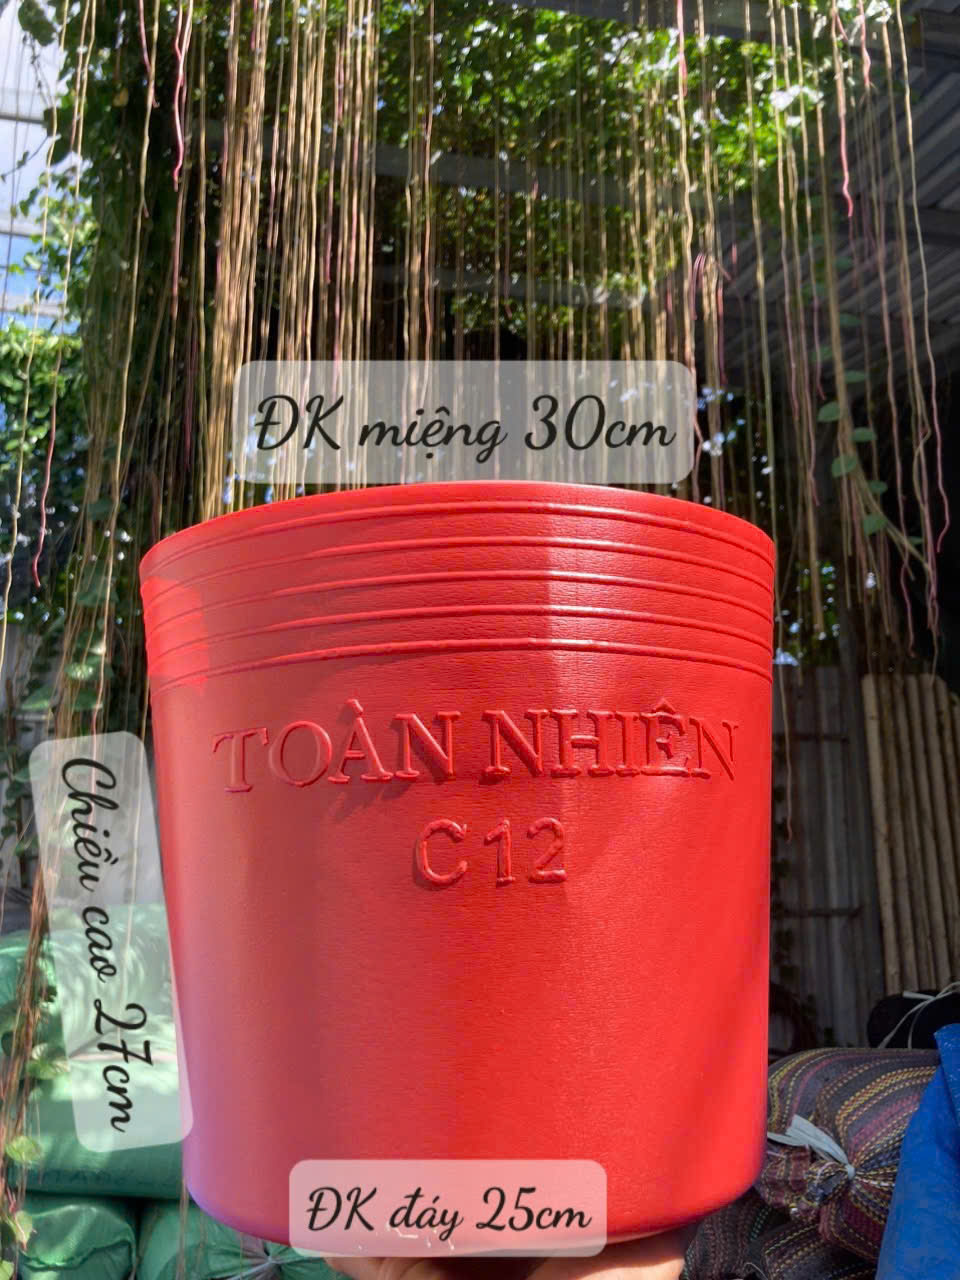 ĐK miệng 30cm
TOÀN NHIÊN
C12
Chiều cao 27cm
ĐK đáy 25cm